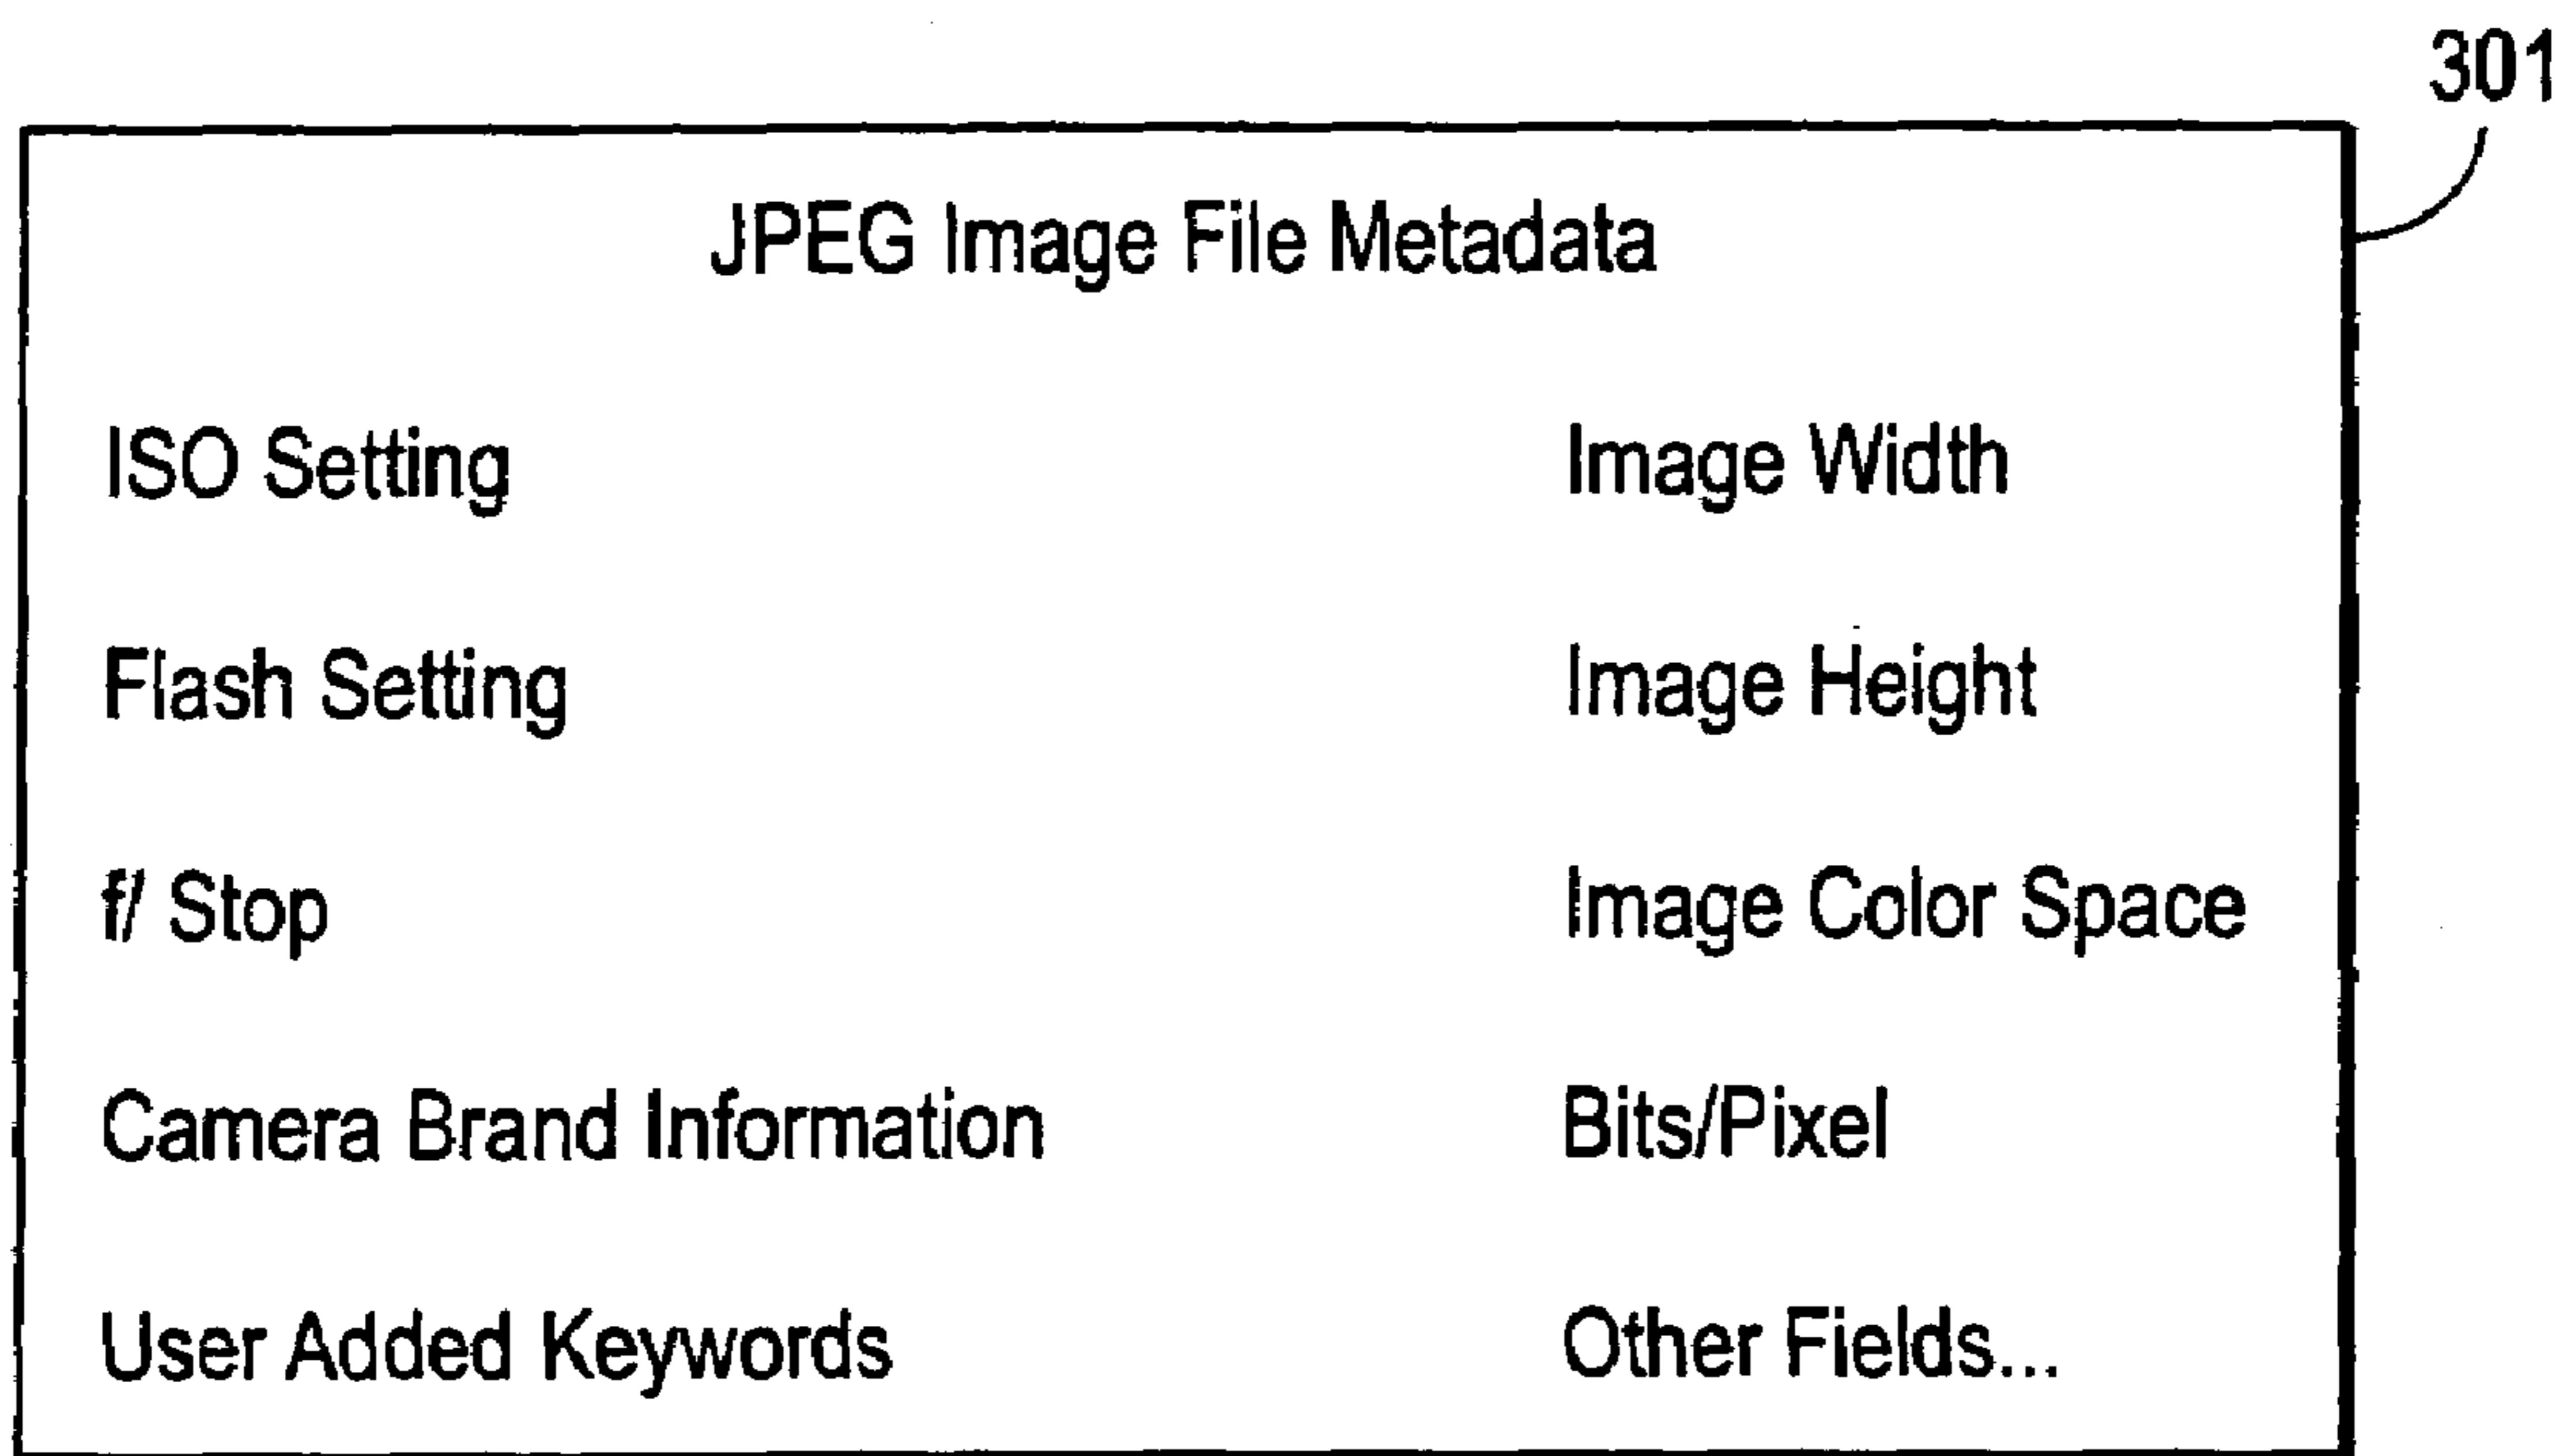 301
JPEG Image File Metadata
ISO Setting
Image Width
Flash Setting
Image Height
f/ Stop
Image Color Space
Camera Brand Information
Bits/Pixel
User Added Keywords
Other Fields...